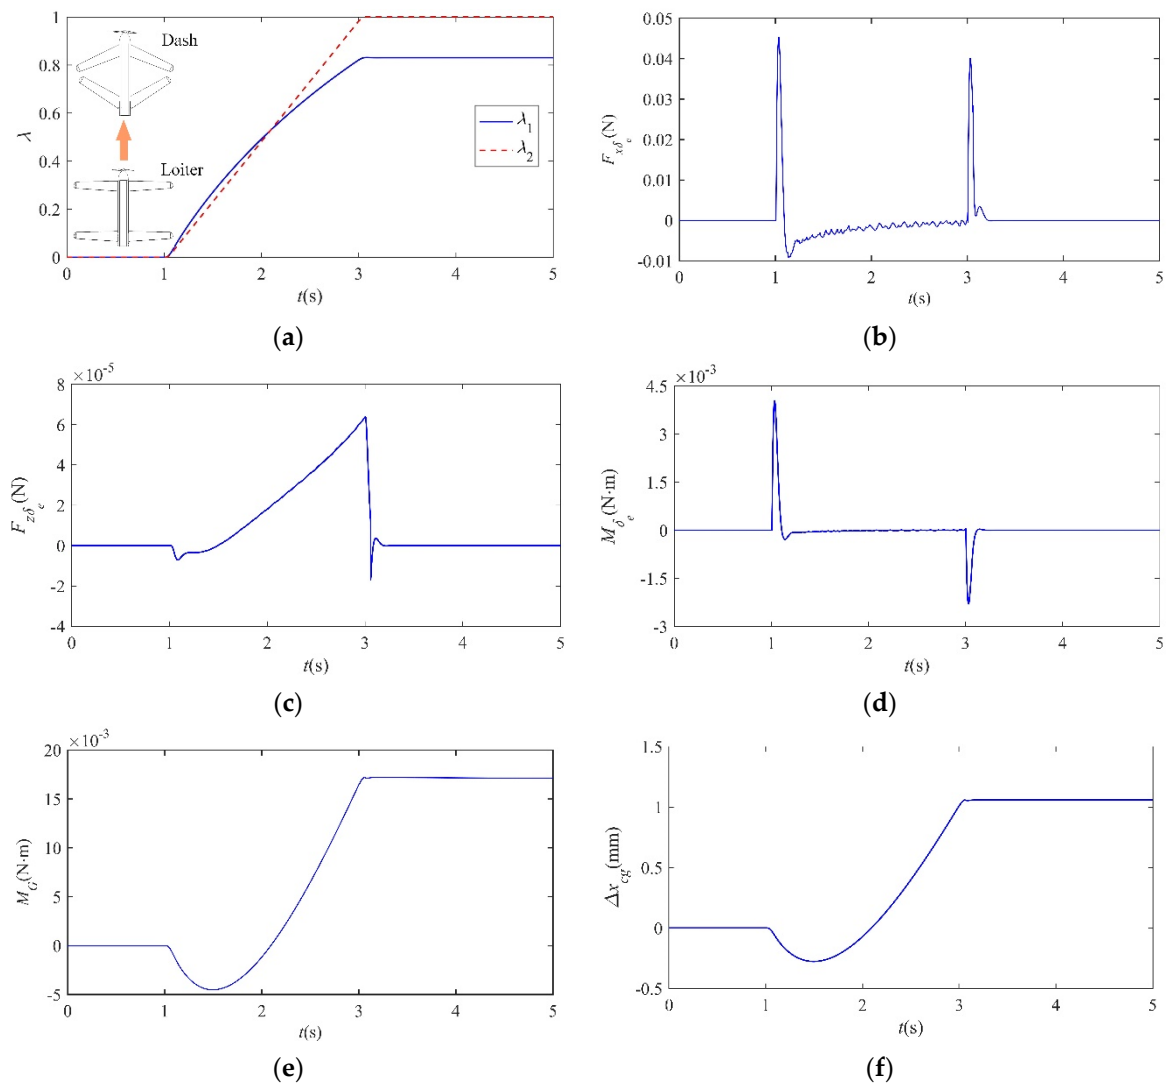 1
0.8
0.6
0.4
0.2
0
λ
Dash
Loiter
λ1
λ2
0 1 2 3 4 5
t(s)
(a)
0.05
0.04
0.03
0.02
0.01
0
-0.01
Fxδe(N)
0 1 2 3 4 5
t(s)
(b)
×10-5
8
6
4
2
0
-2
-4
Fzδe(N)
0 1 2 3 4 5
t(s)
(c)
×10-3
4.5
3
1.5
0
-1.5
-3
Mδe(N·m)
0 1 2 3 4 5
t(s)
(d)
×10-3
20
15
10
5
0
-5
MG(N·m)
0 1 2 3 4 5
t(s)
(e)
1.5
1
0.5
0
-0.5
Δxcg(mm)
0 1 2 3 4 5
t(s)
(f)